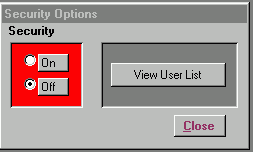 Security Options
Security
On
Off
View User List
Close